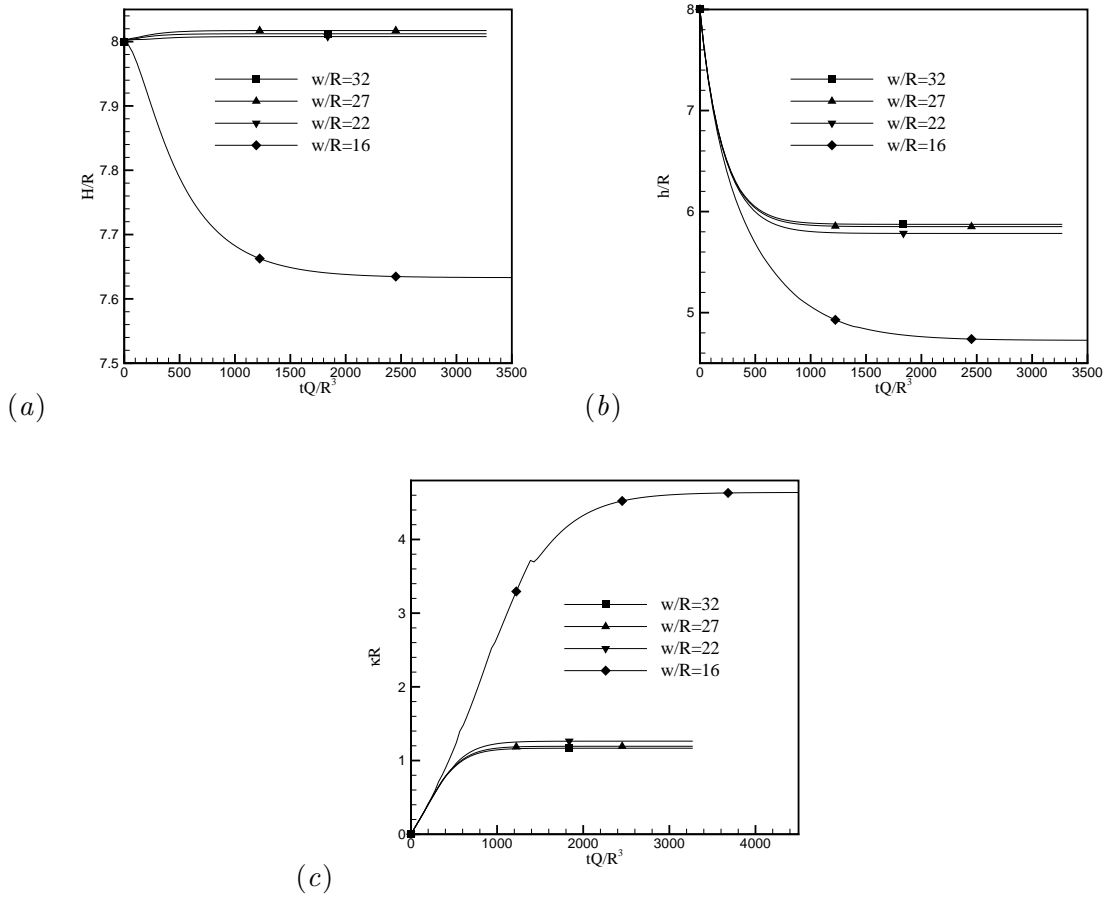 8
7.9
7.8
7.7
7.6
7.5
H/R
0 500 1000 1500 2000 2500 3000 3500
tQ/R³
w/R=32
w/R=27
w/R=22
w/R=16
(a)
8
7
6
5
h/R
0 500 1000 1500 2000 2500 3000 3500
tQ/R³
w/R=32
w/R=27
w/R=22
w/R=16
(b)
4
3
2
1
0
κR
0 1000 2000 3000 4000
tQ/R³
w/R=32
w/R=27
w/R=22
w/R=16
(c)